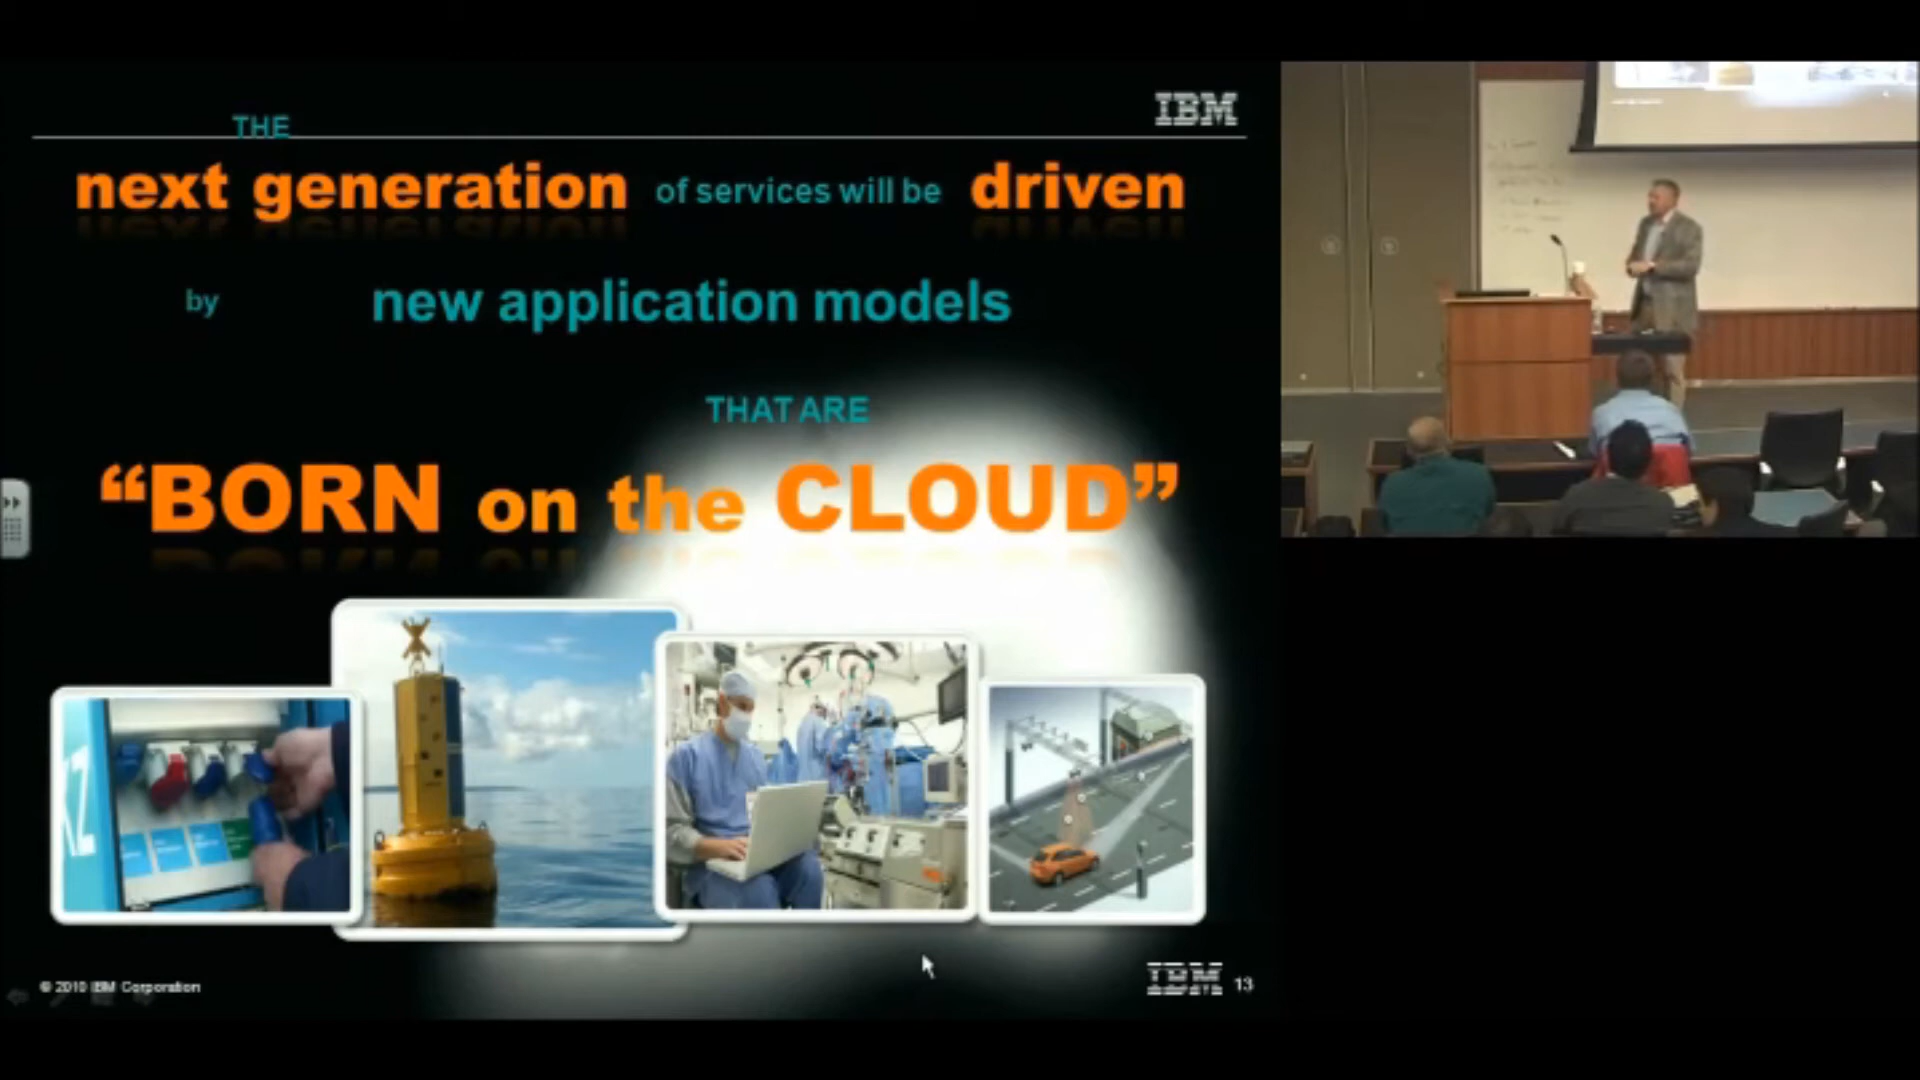 IBM
THE
next generation of services will be driven
by new application models
THAT ARE
“BORN on the CLOUD”
© 2010 IBM Corporation
IBM 13